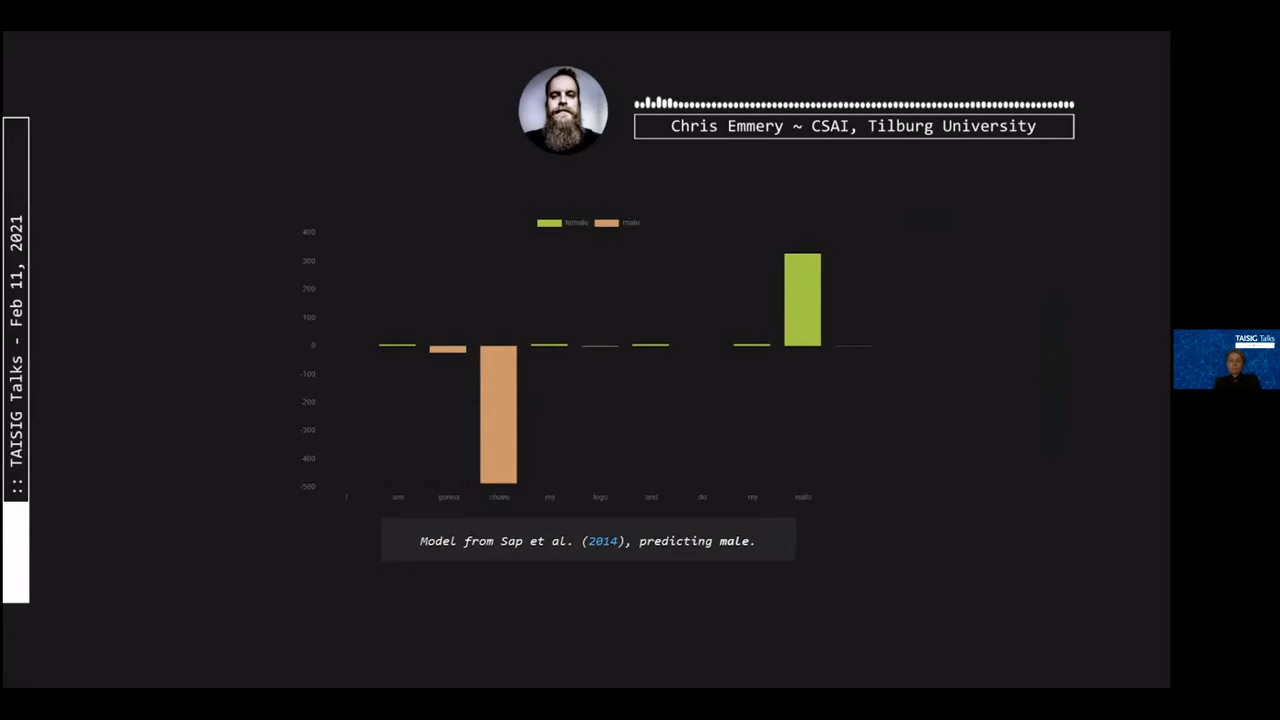 Chris Emmery ~ CSAI, Tilburg University
:: TAISIG Talks - Feb 11, 2021
female male
400
300
200
100
0
-100
-200
-300
-400
-500
I am gonna shave my legs and do my nails
Model from Sap et al. (2014), predicting male.
TAISIG Talks